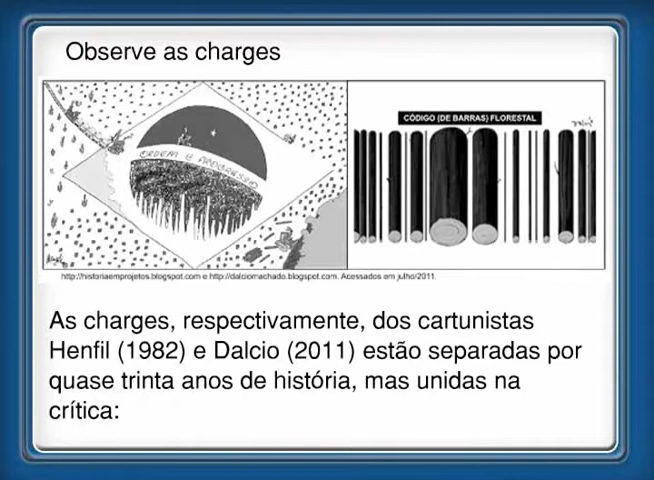 Observe as charges
CÓDIGO (DE BARRAS) FLORESTAL
ORDEM E PROGRESSO
http://historiaemprojetos.blogspot.com e http://dalciomachado.blogspot.com. Acessados em julho/2011.
As charges, respectivamente, dos cartunistas
Henfil (1982) e Dalcio (2011) estão separadas por
quase trinta anos de história, mas unidas na
crítica: